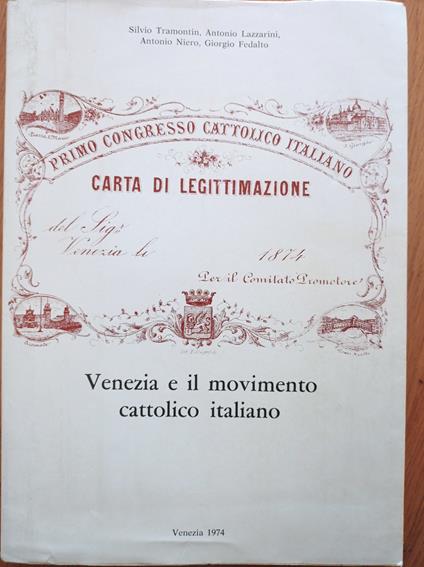 Silvio Tramontin, Antonio Lazzarini,
Antonio Niero, Giorgio Fedalto
PRIMO CONGRESSO CATTOLICO ITALIANO
CARTA DI LEGITTIMAZIONE
del Sigr
Venezia li 1874
Per il Comitato Promotore
Venezia e il movimento
cattolico italiano
Venezia 1974